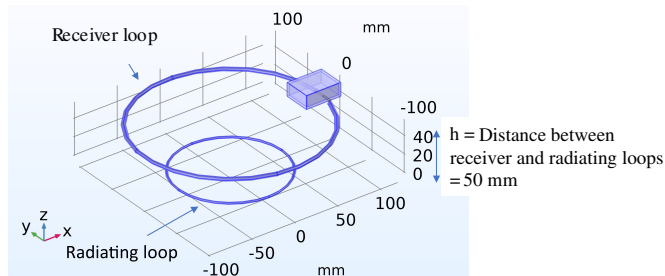 100
mm
Receiver loop
0
-100
40
20
0
h = Distance between
receiver and radiating loops
= 50 mm
100
50
0
-50
-100
mm
z
y
x
Radiating loop